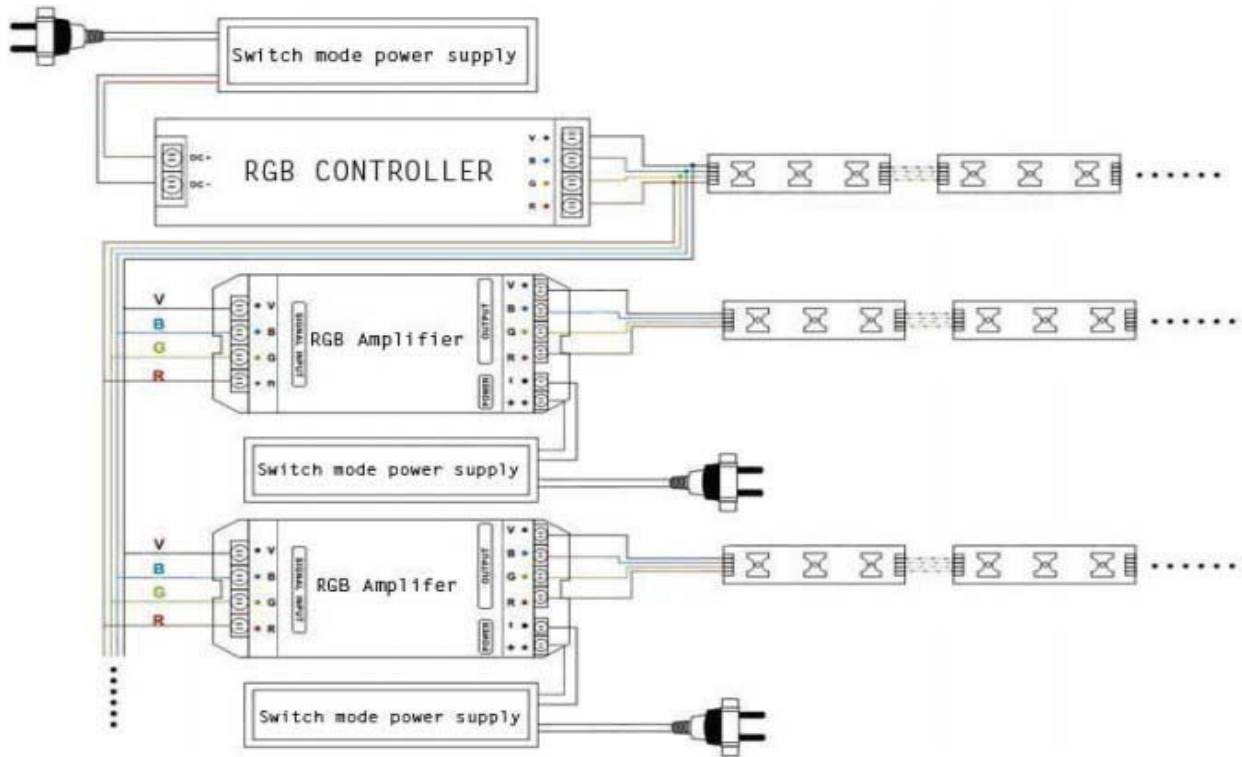 Switch mode power supply
DC+
DC-
RGB CONTROLLER
V
B
G
R
V
B
G
R
V
B
G
R
SIGNAL INPUT
RGB Amplifier
OUTPUT
V
B
G
R
POWER
-
+
Switch mode power supply
V
B
G
R
V
B
G
R
SIGNAL INPUT
RGB Amplifer
OUTPUT
V
B
G
R
POWER
-
+
Switch mode power supply